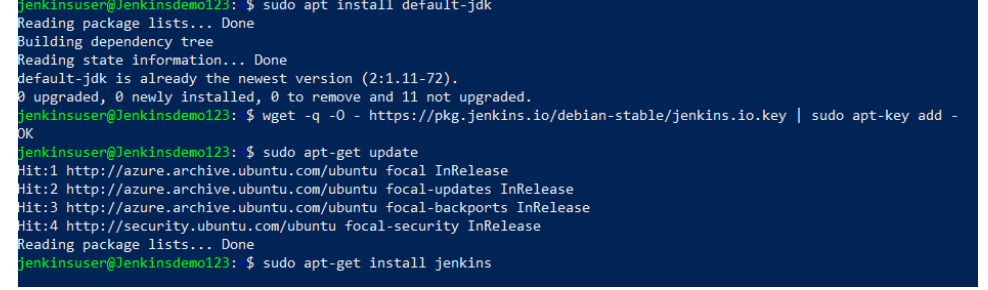 jenkinsuser@Jenkinsdemo123: $ sudo apt install default-jdk
Reading package lists... Done
Building dependency tree
Reading state information... Done
default-jdk is already the newest version (2:1.11-72).
0 upgraded, 0 newly installed, 0 to remove and 11 not upgraded.
jenkinsuser@Jenkinsdemo123: $ wget -q -O - https://pkg.jenkins.io/debian-stable/jenkins.io.key | sudo apt-key add -
OK
jenkinsuser@Jenkinsdemo123: $ sudo apt-get update
Hit:1 http://azure.archive.ubuntu.com/ubuntu focal InRelease
Hit:2 http://azure.archive.ubuntu.com/ubuntu focal-updates InRelease
Hit:3 http://azure.archive.ubuntu.com/ubuntu focal-backports InRelease
Hit:4 http://security.ubuntu.com/ubuntu focal-security InRelease
Reading package lists... Done
jenkinsuser@Jenkinsdemo123: $ sudo apt-get install jenkins